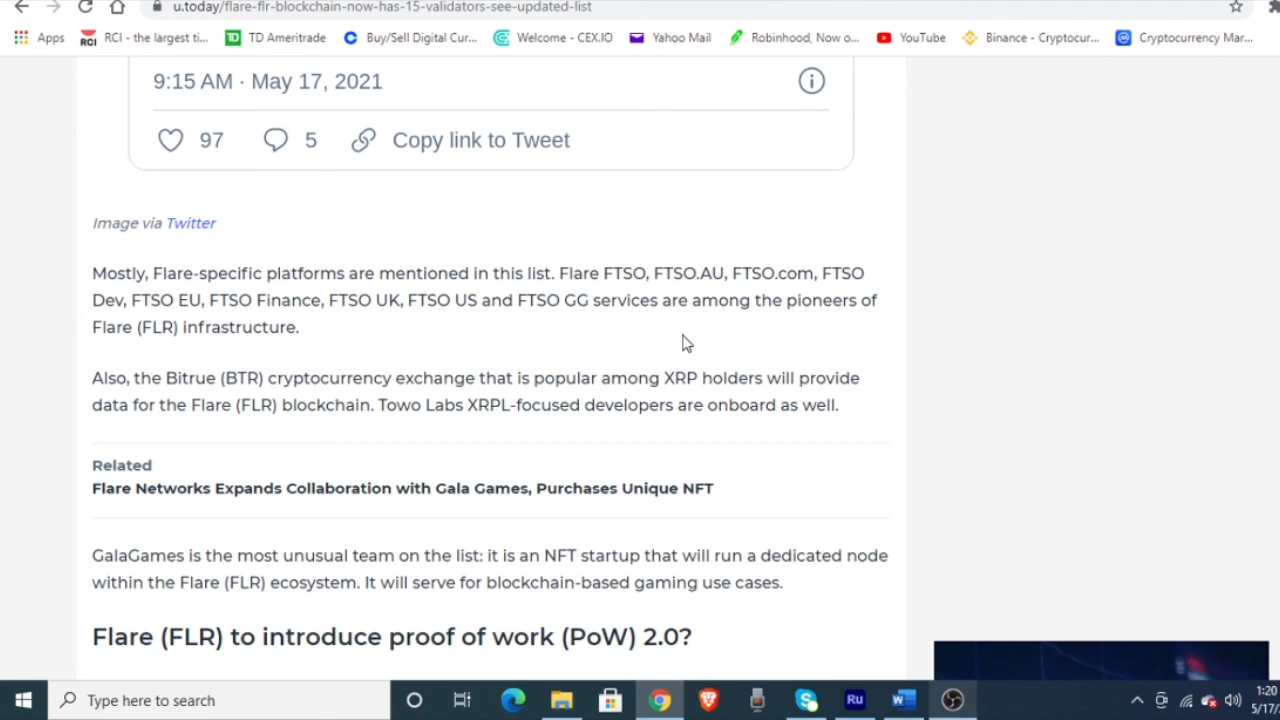 u.today/flare-flr-blockchain-now-has-15-validators-see-updated-list
Apps RCI - the largest ti... TD Ameritrade Buy/Sell Digital Cur... Welcome - CEX.IO Yahoo Mail Robinhood, Now o... YouTube Binance - Cryptocur... Cryptocurrency Mar...
9:15 AM · May 17, 2021
97 5 Copy link to Tweet
Image via Twitter
Mostly, Flare-specific platforms are mentioned in this list. Flare FTSO, FTSO.AU, FTSO.com, FTSO
Dev, FTSO EU, FTSO Finance, FTSO UK, FTSO US and FTSO GG services are among the pioneers of
Flare (FLR) infrastructure.
Also, the Bitrue (BTR) cryptocurrency exchange that is popular among XRP holders will provide
data for the Flare (FLR) blockchain. Towo Labs XRPL-focused developers are onboard as well.
Related
Flare Networks Expands Collaboration with Gala Games, Purchases Unique NFT
GalaGames is the most unusual team on the list: it is an NFT startup that will run a dedicated node
within the Flare (FLR) ecosystem. It will serve for blockchain-based gaming use cases.
Flare (FLR) to introduce proof of work (PoW) 2.0?
Type here to search
Ru
1:20
5/17/